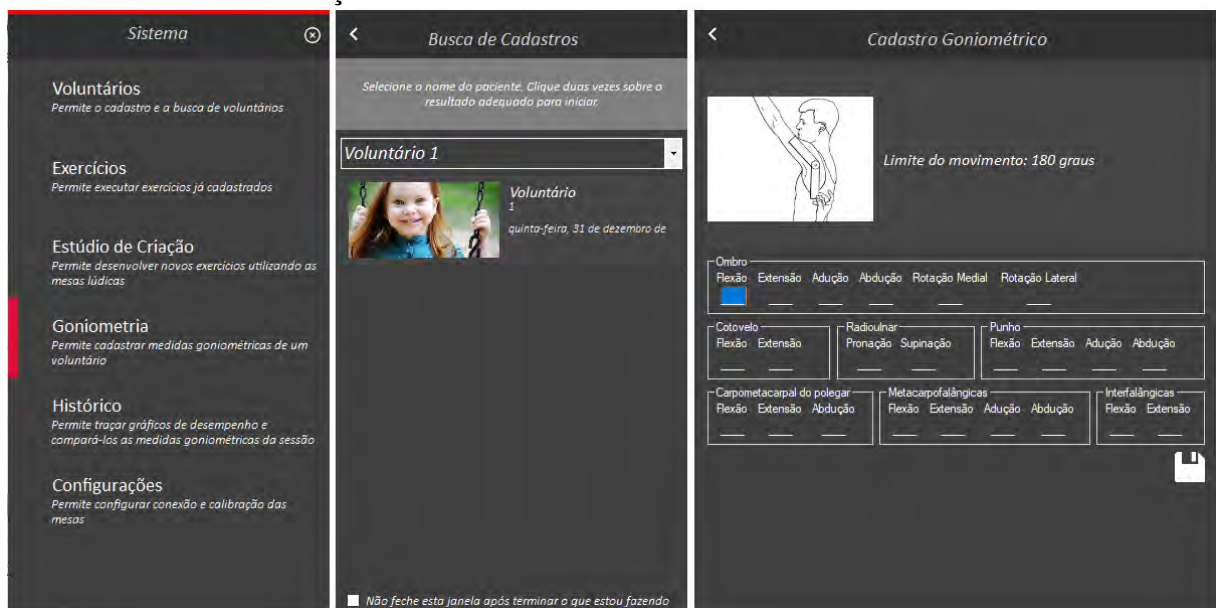 Sistema
Voluntários
Permite o cadastro e a busca de voluntários
Exercícios
Permite executar exercícios já cadastrados
Estúdio de Criação
Permite desenvolver novos exercícios utilizando as
mesas lúdicas
Goniometria
Permite cadastrar medidas goniométricas de um
voluntário
Histórico
Permite traçar gráficos de desempenho e
compará-los as medidas goniométricas da sessão
Configurações
Permite configurar conexão e calibração das
mesas
Busca de Cadastros
Selecione o nome do paciente. Clique duas vezes sobre o
resultado adequado para iniciar.
Voluntário 1
Voluntário
1
quinta-feira, 31 de dezembro de
Não feche esta janela após terminar o que estou fazendo
Cadastro Goniométrico
Limite do movimento: 180 graus
Ombro
Flexão Extensão Adução Abdução Rotação Medial Rotação Lateral
Cotovelo
Flexão Extensão
Radioulnar
Pronação Supinação
Punho
Flexão Extensão Adução Abdução
Carpometacarpal do polegar
Flexão Extensão Abdução
Metacarpofalângicas
Flexão Extensão Adução Abdução
Interfalângicas
Flexão Extensão